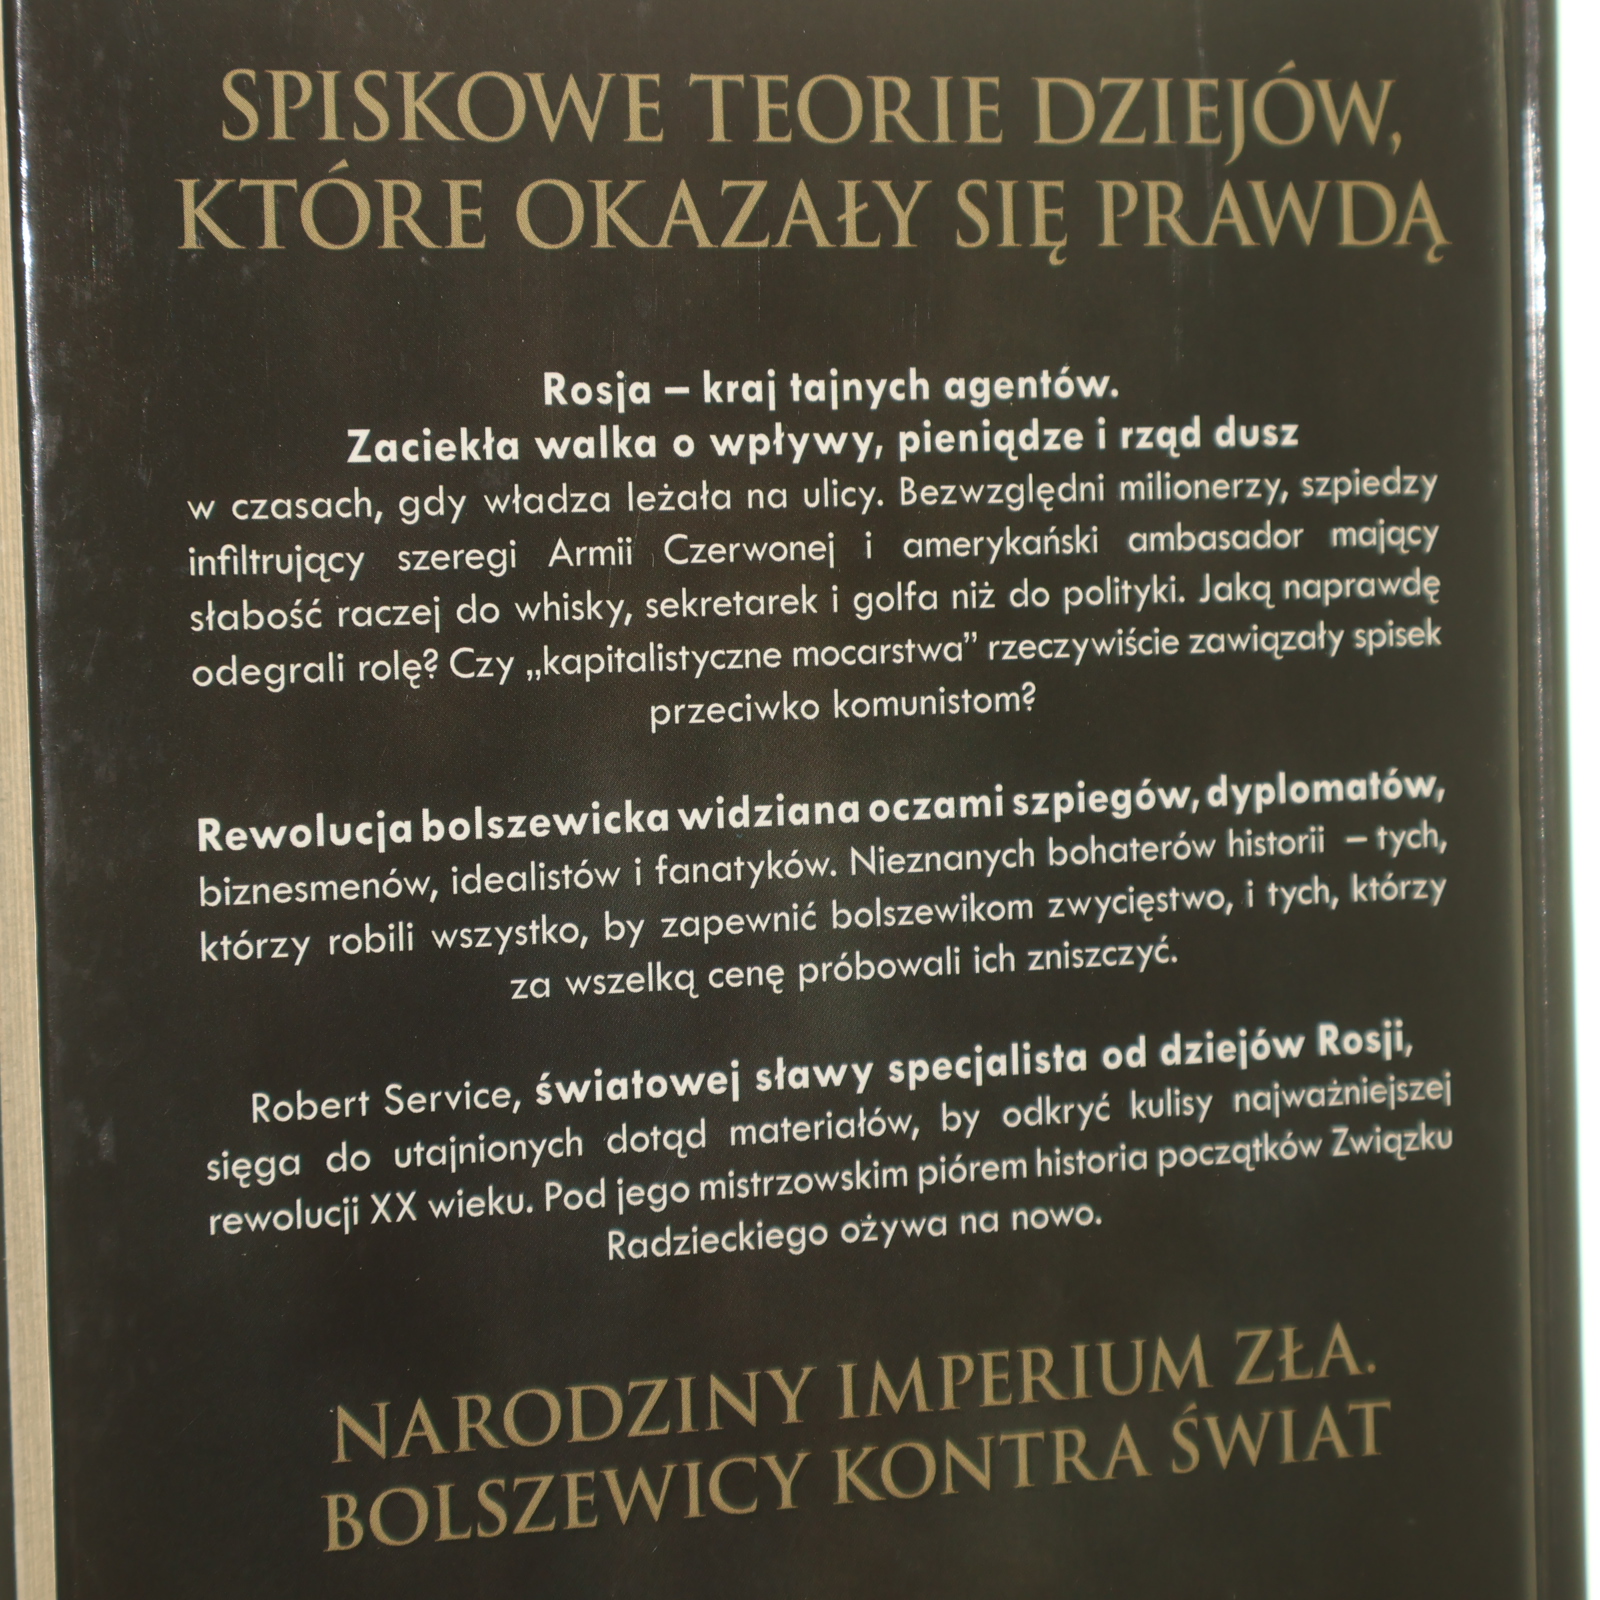 SPISKOWE TEORIE DZIEJÓW,
KTÓRE OKAZAŁY SIĘ PRAWDĄ
Rosja – kraj tajnych agentów.
Zaciekła walka o wpływy, pieniądze i rząd dusz
w czasach, gdy władza leżała na ulicy. Bezwzględni milionerzy, szpiedzy
infiltrujący szeregi Armii Czerwonej i amerykański ambasador mający
słabość raczej do whisky, sekretarek i golfa niż do polityki. Jaką naprawdę
odegrali rolę? Czy „kapitalistyczne mocarstwa” rzeczywiście zawiązały spisek
przeciwko komunistom?
Rewolucja bolszewicka widziana oczami szpiegów, dyplomatów,
biznesmenów, idealistów i fanatyków. Nieznanych bohaterów historii – tych,
którzy robili wszystko, by zapewnić bolszewikom zwycięstwo, i tych, którzy
za wszelką cenę próbowali ich zniszczyć.
Robert Service, światowej sławy specjalista od dziejów Rosji,
sięga do utajnionych dotąd materiałów, by odkryć kulisy najważniejszej
rewolucji XX wieku. Pod jego mistrzowskim piórem historia początków Związku
Radzieckiego ożywa na nowo.
NARODZINY IMPERIUM ZŁA.
BOLSZEWICY KONTRA ŚWIAT